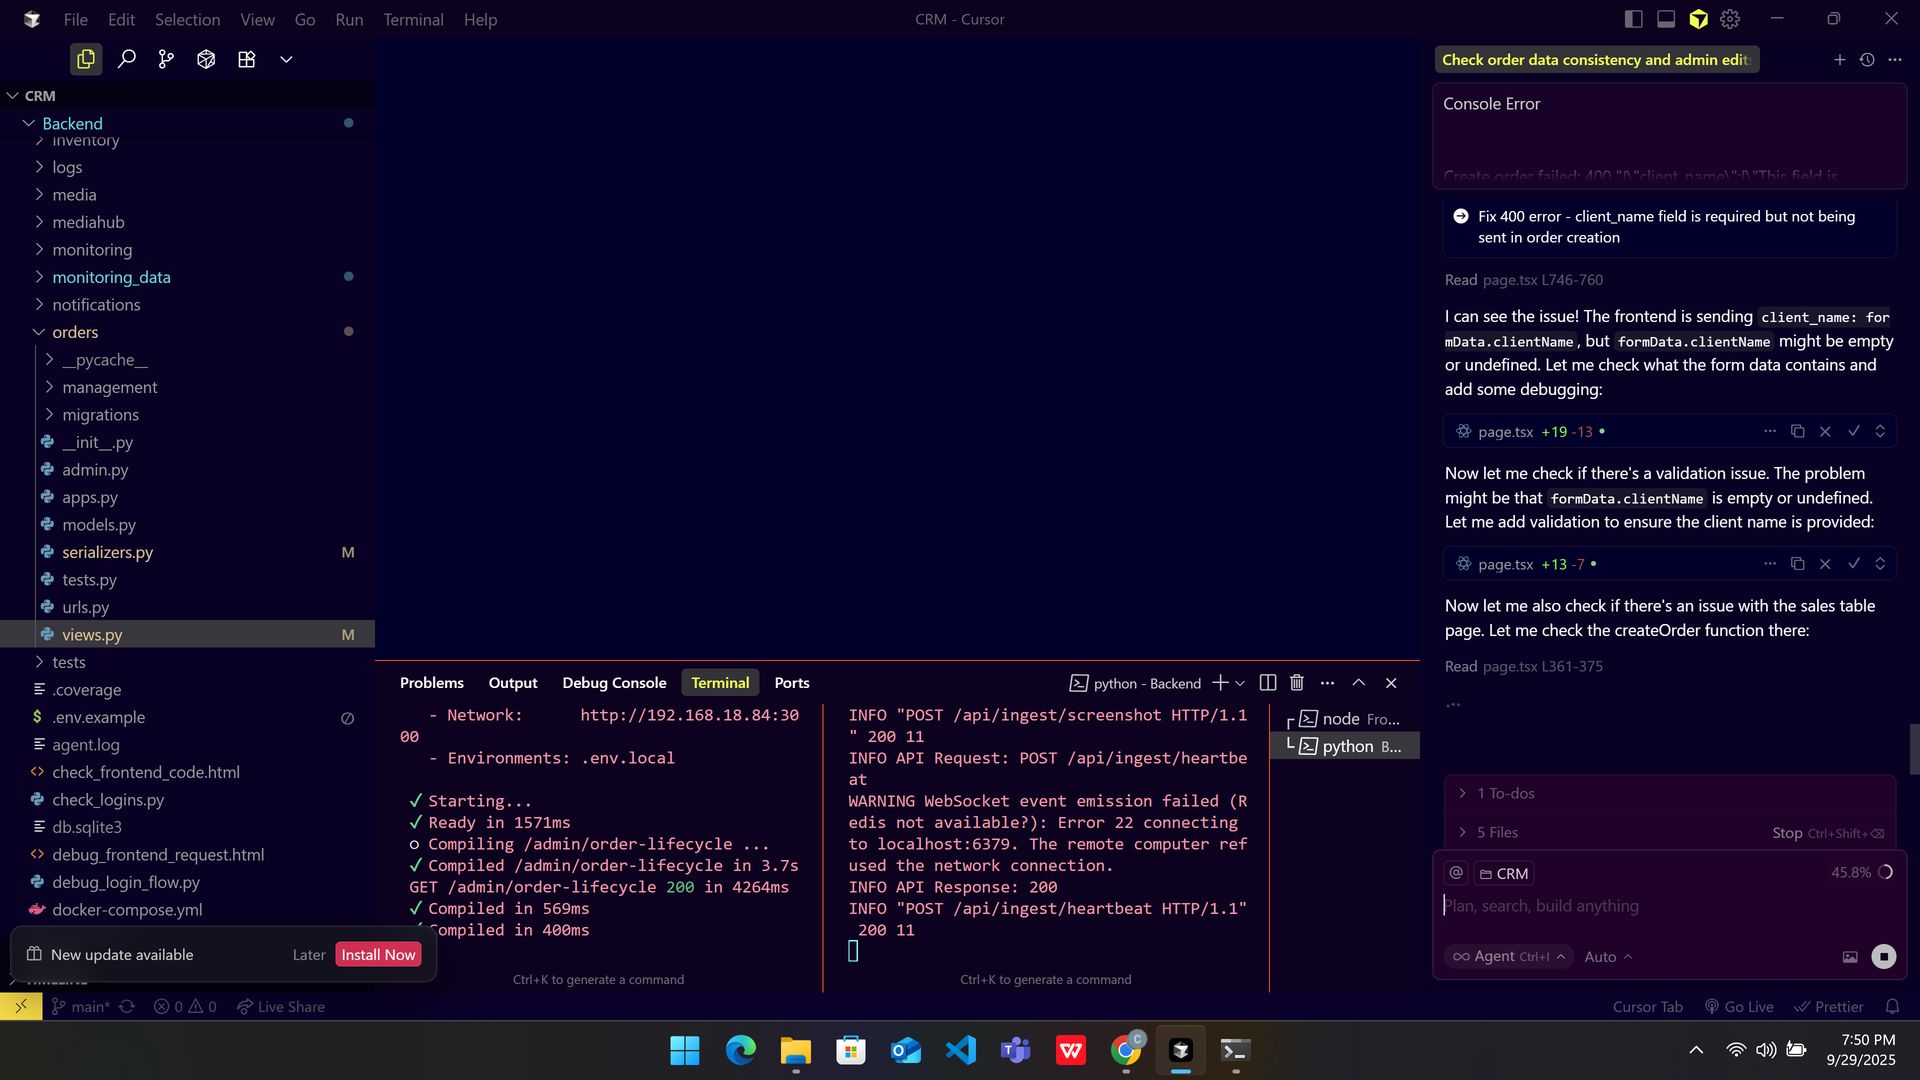 File Edit Selection View Go Run Terminal Help
CRM - Cursor
CRM
Backend
inventory
logs
media
mediahub
monitoring
monitoring_data
notifications
orders
__pycache__
management
migrations
__init__.py
admin.py
apps.py
models.py
serializers.py M
tests.py
urls.py
views.py M
tests
.coverage
.env.example
agent.log
check_frontend_code.html
check_logins.py
db.sqlite3
debug_frontend_request.html
debug_login_flow.py
docker-compose.yml
New update available Later Install Now
TIMELINE
main* 0 0 Live Share
Problems Output Debug Console Terminal Ports
python - Backend
- Network: http://192.168.18.84:30
00
- Environments: .env.local
✓ Starting...
✓ Ready in 1571ms
○ Compiling /admin/order-lifecycle ...
✓ Compiled /admin/order-lifecycle in 3.7s
GET /admin/order-lifecycle 200 in 4264ms
✓ Compiled in 569ms
✓ Compiled in 400ms
Ctrl+K to generate a command
INFO "POST /api/ingest/screenshot HTTP/1.1
" 200 11
INFO API Request: POST /api/ingest/heartbe
at
WARNING WebSocket event emission failed (R
edis not available?): Error 22 connecting
to localhost:6379. The remote computer ref
used the network connection.
INFO API Response: 200
INFO "POST /api/ingest/heartbeat HTTP/1.1"
200 11
Ctrl+K to generate a command
node Fro...
python B...
Check order data consistency and admin edit
Console Error
Create order failed: 400 "{\"client_name\":[\"This field is
Fix 400 error - client_name field is required but not being
sent in order creation
Read page.tsx L746-760
I can see the issue! The frontend is sending client_name: for
mData.clientName, but formData.clientName might be empty
or undefined. Let me check what the form data contains and
add some debugging:
page.tsx +19 -13
Now let me check if there's a validation issue. The problem
might be that formData.clientName is empty or undefined.
Let me add validation to ensure the client name is provided:
page.tsx +13 -7
Now let me also check if there's an issue with the sales table
page. Let me check the createOrder function there:
Read page.tsx L361-375
1 To-dos
5 Files Stop Ctrl+Shift+⌫
@ CRM 45.8%
Plan, search, build anything
Agent Ctrl+I Auto
Cursor Tab Go Live Prettier
7:50 PM
9/29/2025